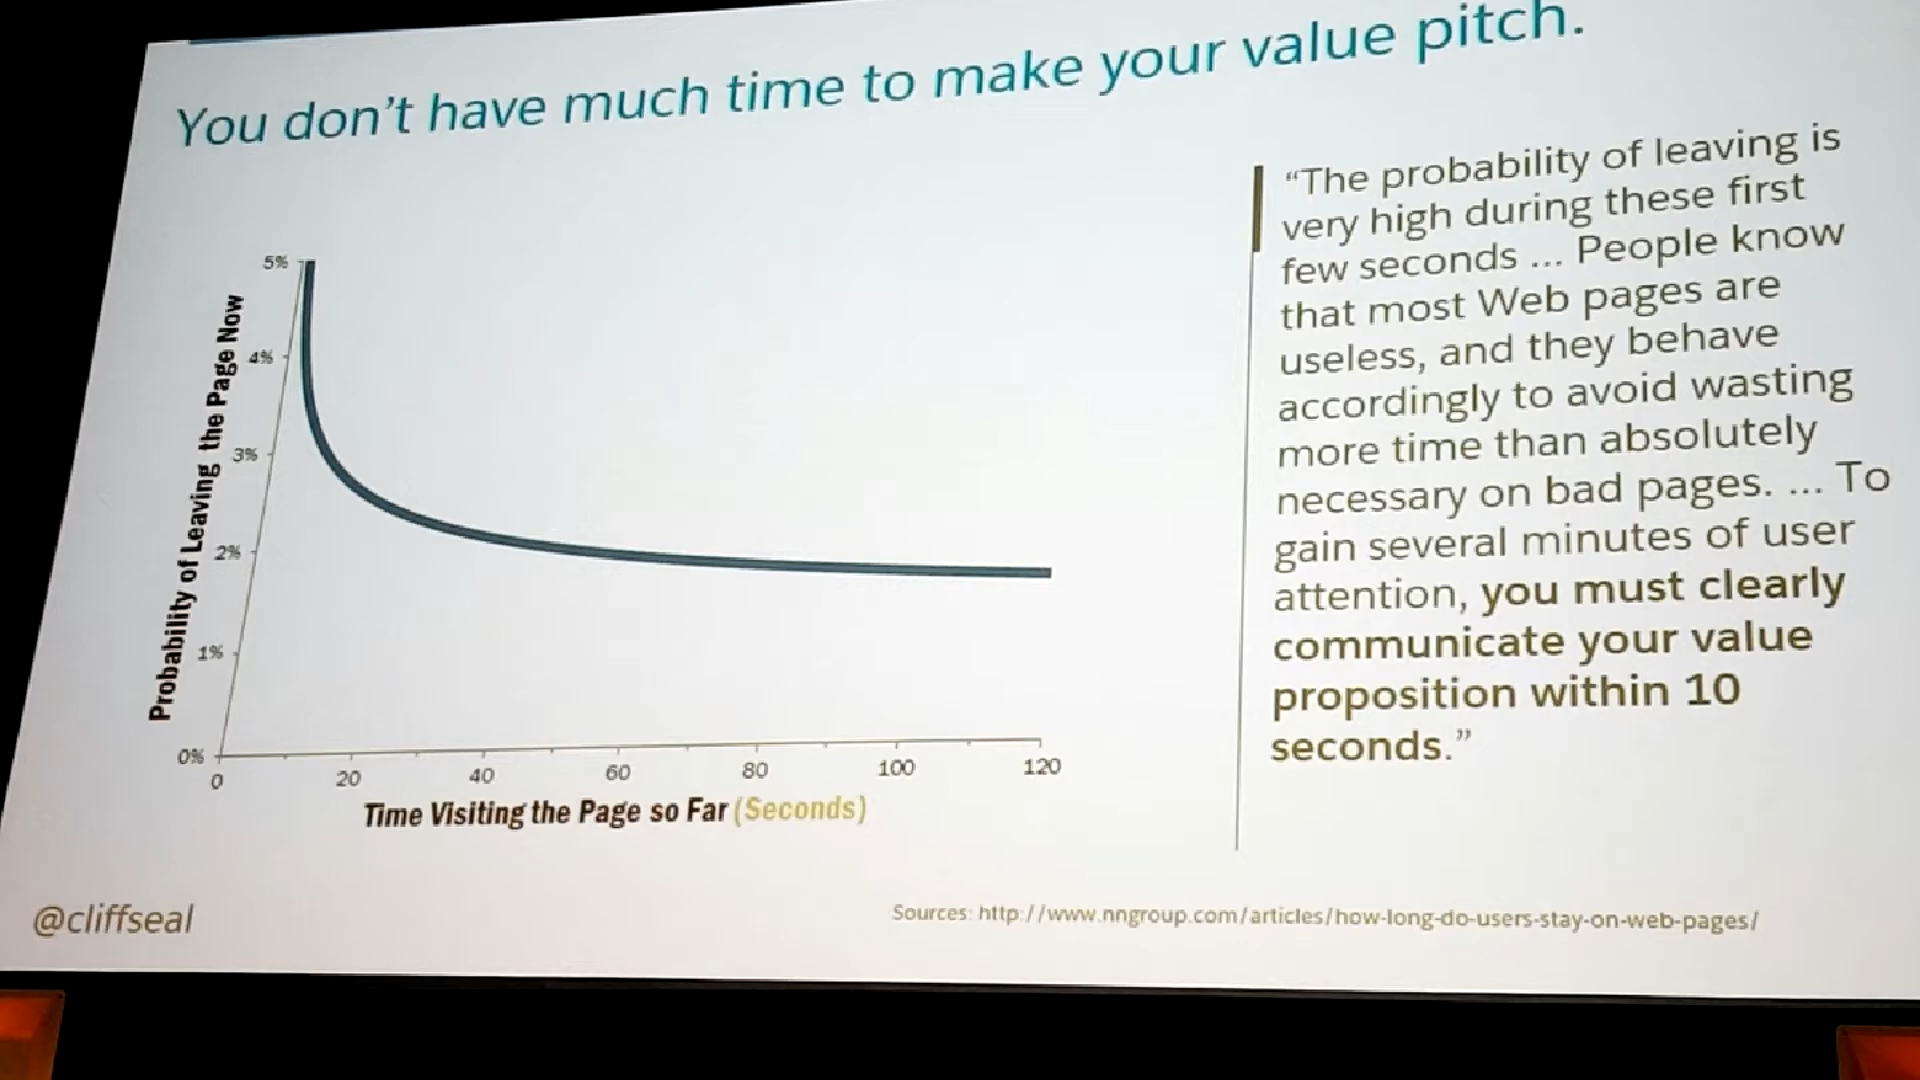 You don't have much time to make your value pitch.
5%
4%
3%
2%
1%
0%
Probability of Leaving the Page Now
0
20
40
60
80
100
120
Time Visiting the Page so Far (Seconds)
“The probability of leaving is
very high during these first
few seconds ... People know
that most Web pages are
useless, and they behave
accordingly to avoid wasting
more time than absolutely
necessary on bad pages. ... To
gain several minutes of user
attention, you must clearly
communicate your value
proposition within 10
seconds.”
@cliffseal
Sources: http://www.nngroup.com/articles/how-long-do-users-stay-on-web-pages/